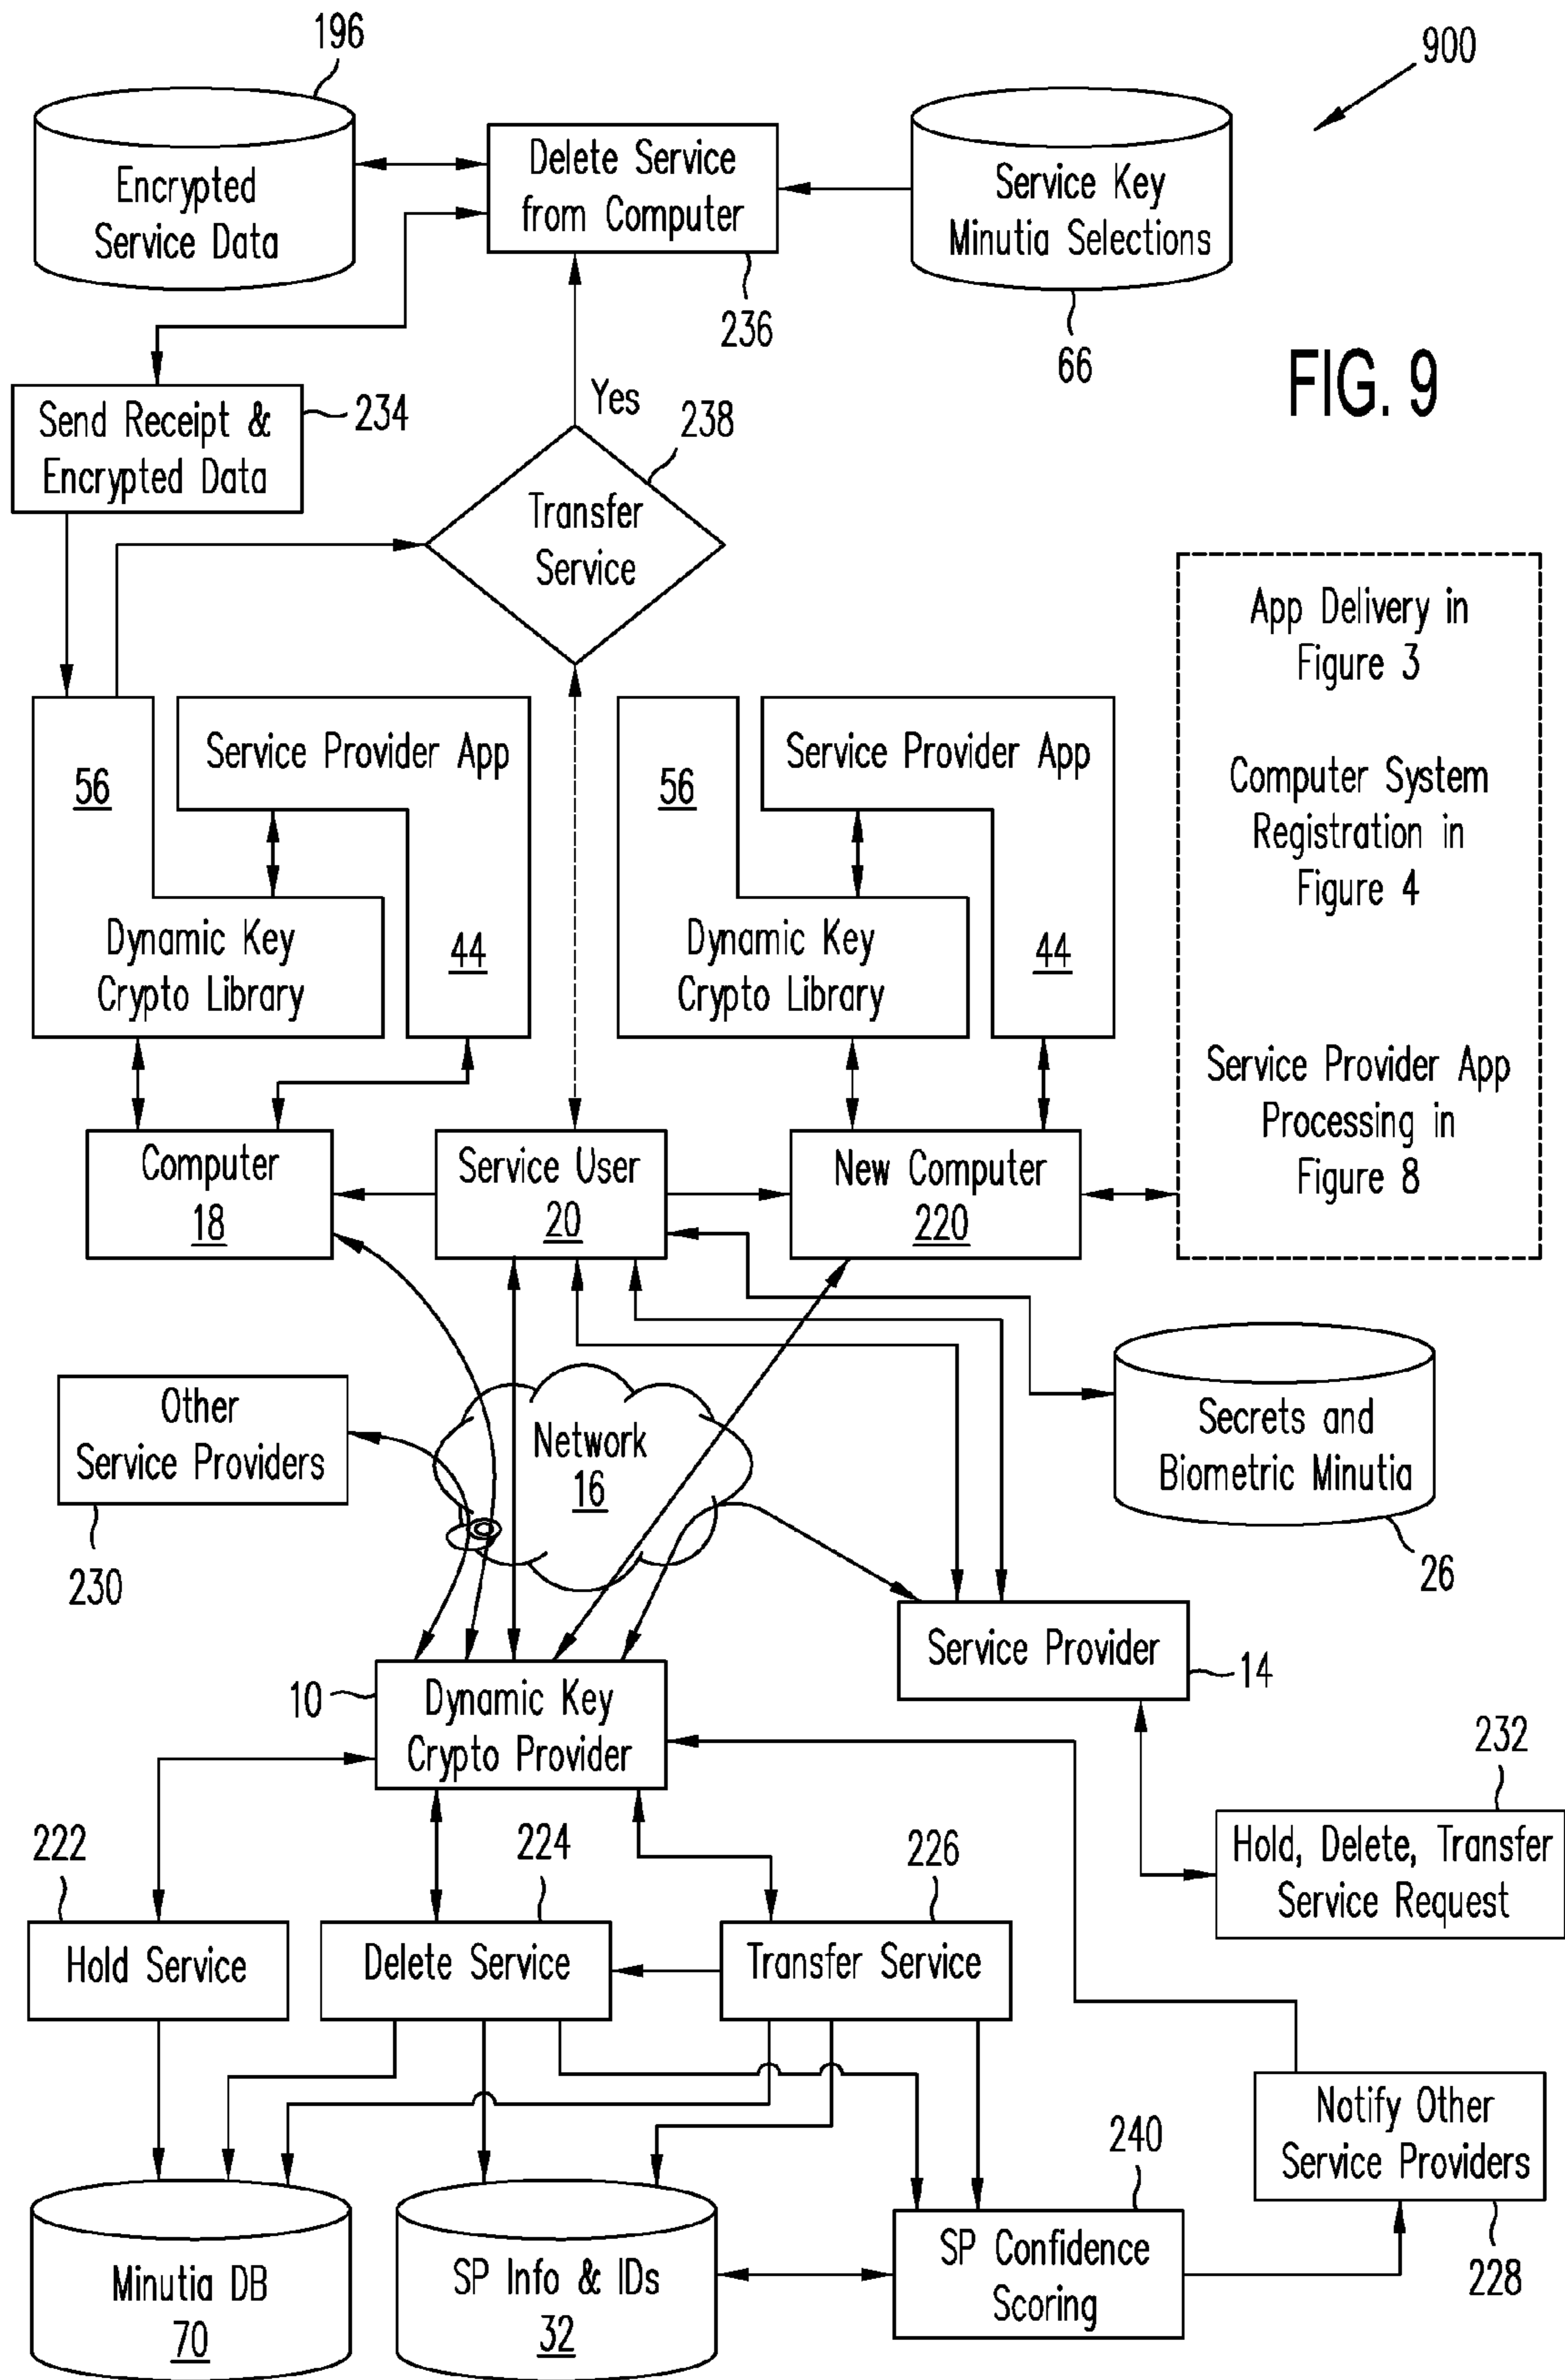 196
900
Encrypted
Service Data
Delete Service
from Computer
Service Key
Minutia Selections
236
66
FIG. 9
Send Receipt &
Encrypted Data
234
Yes
238
Transfer
Service
App Delivery in
Figure 3
Computer System
Registration in
Figure 4
Service Provider App
Processing in
Figure 8
56
Service Provider App
Dynamic Key
Crypto Library
44
56
Service Provider App
Dynamic Key
Crypto Library
44
Computer
18
Service User
20
New Computer
220
Other
Service Providers
230
Network
16
Secrets and
Biometric Minutia
26
Service Provider
14
10
Dynamic Key
Crypto Provider
232
Hold, Delete, Transfer
Service Request
222
224
226
Hold Service
Delete Service
Transfer Service
Notify Other
Service Providers
228
240
Minutia DB
70
SP Info & IDs
32
SP Confidence
Scoring